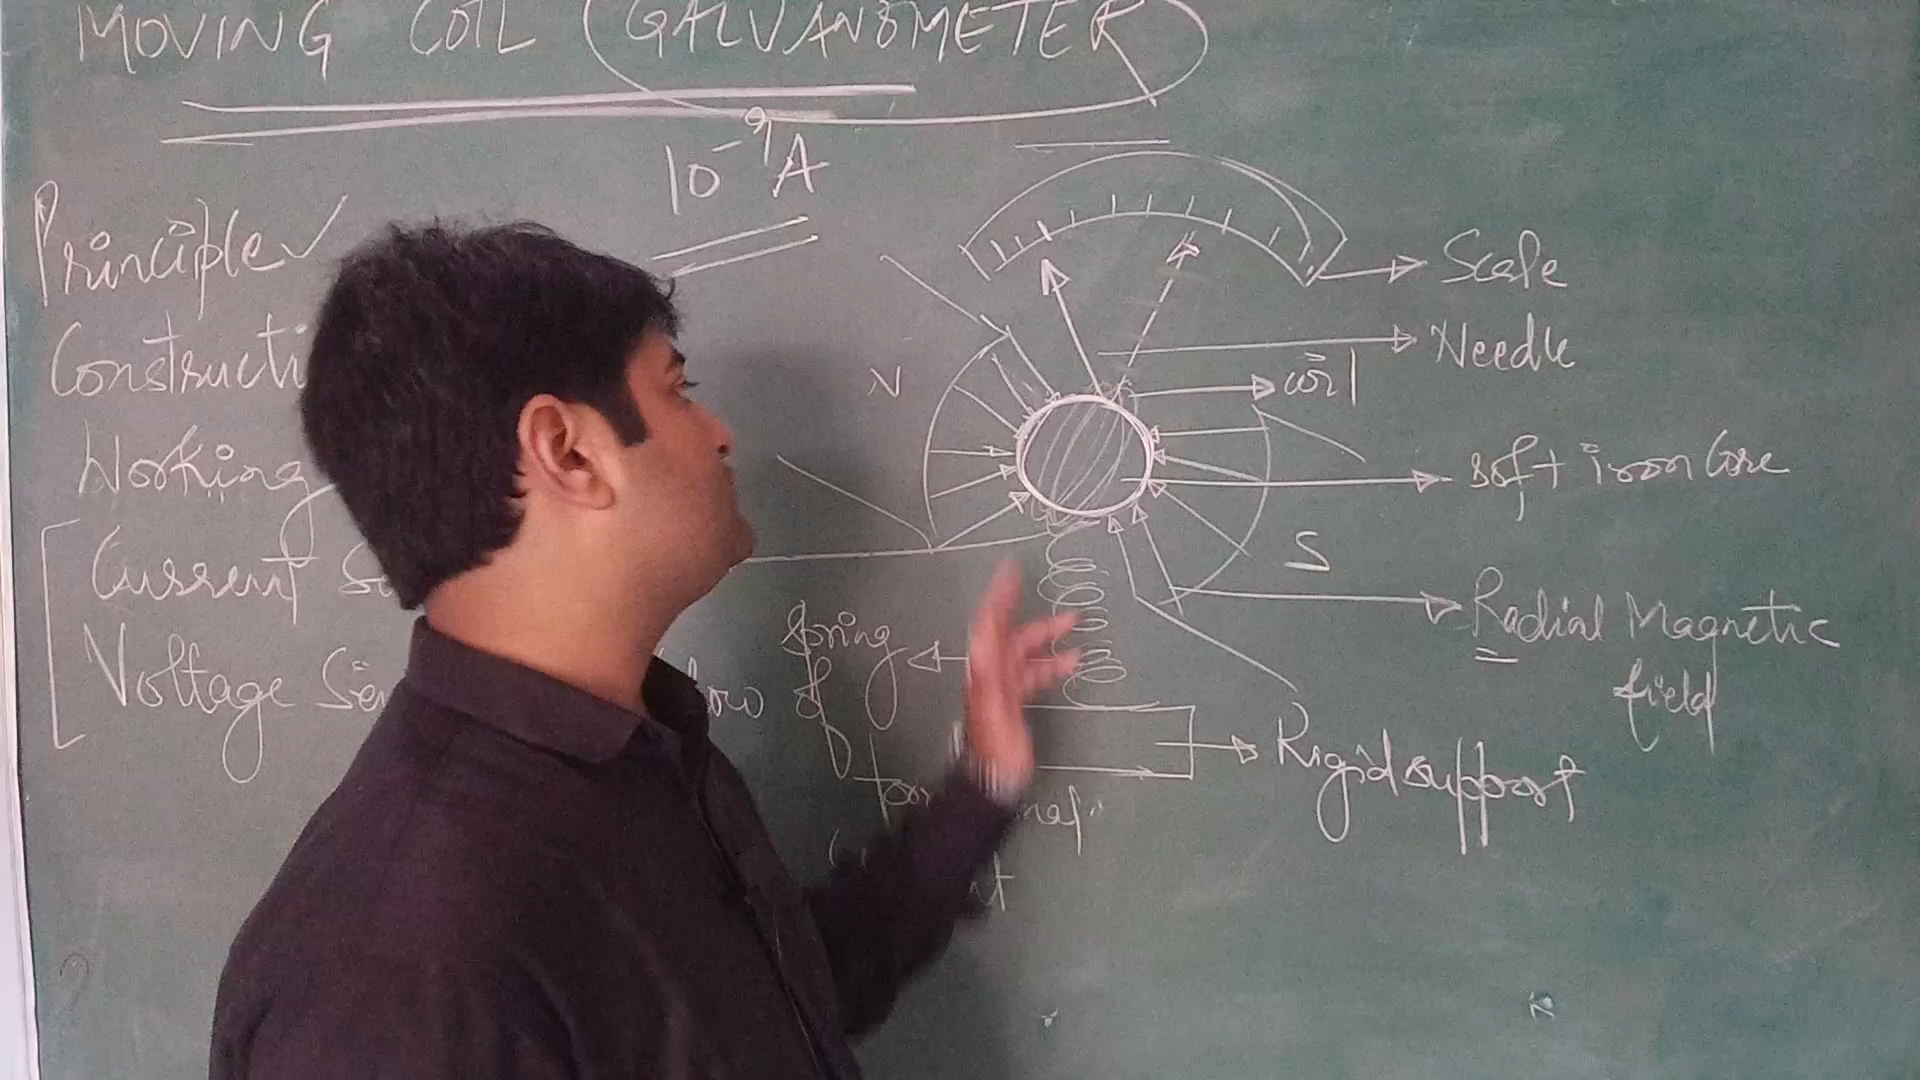 MOVING COIL (GALVANOMETER)
10⁻⁹A
Principle ✓
Constructi
Working
Current Se
Voltage Sen
Scale
Needle
coil
soft iron Core
N
S
Radial Magnetic
field
spring
Rigid support